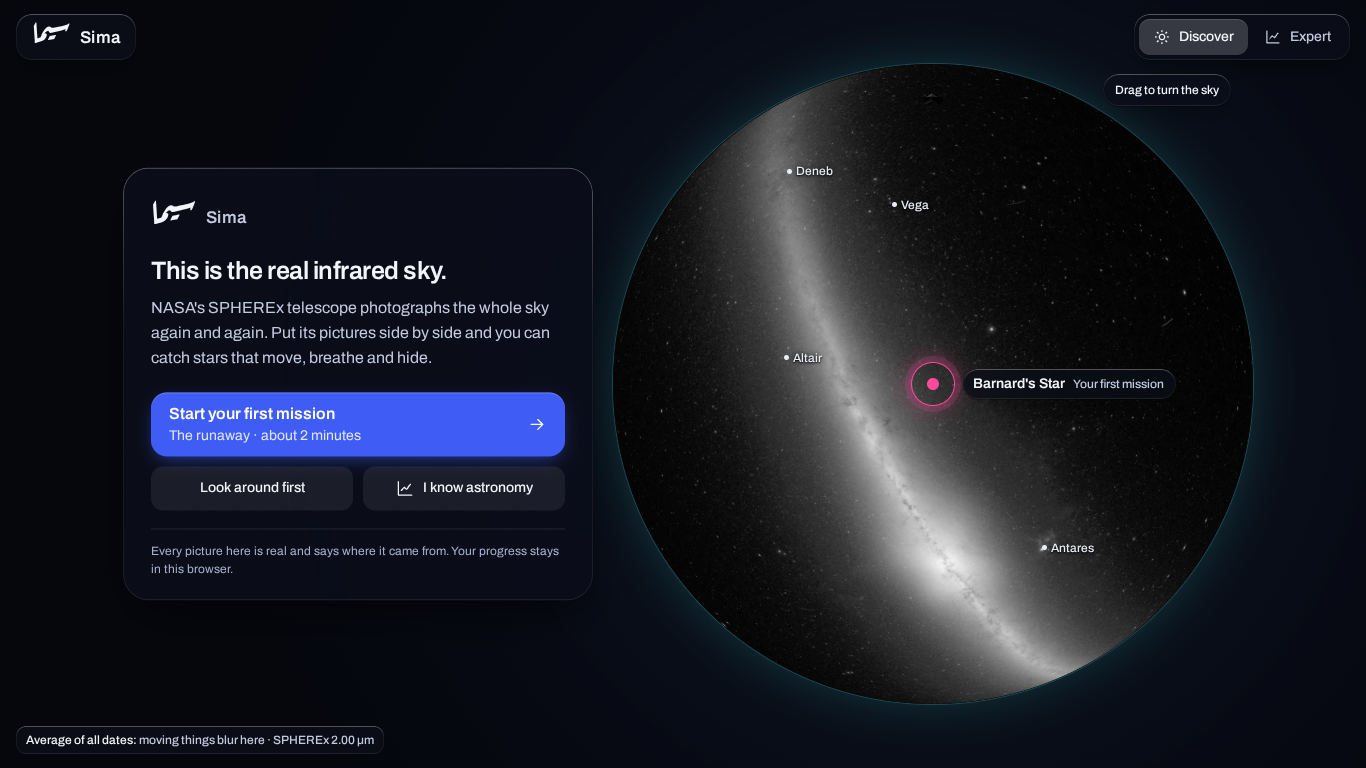 Sima
Discover
Expert
Drag to turn the sky
Deneb
Vega
Sima
This is the real infrared sky.
NASA's SPHEREx telescope photographs the whole sky
again and again. Put its pictures side by side and you can
catch stars that move, breathe and hide.
Altair
Barnard's Star Your first mission
Start your first mission
The runaway · about 2 minutes
Look around first
I know astronomy
Antares
Every picture here is real and says where it came from. Your progress stays
in this browser.
Average of all dates: moving things blur here · SPHEREx 2.00 µm